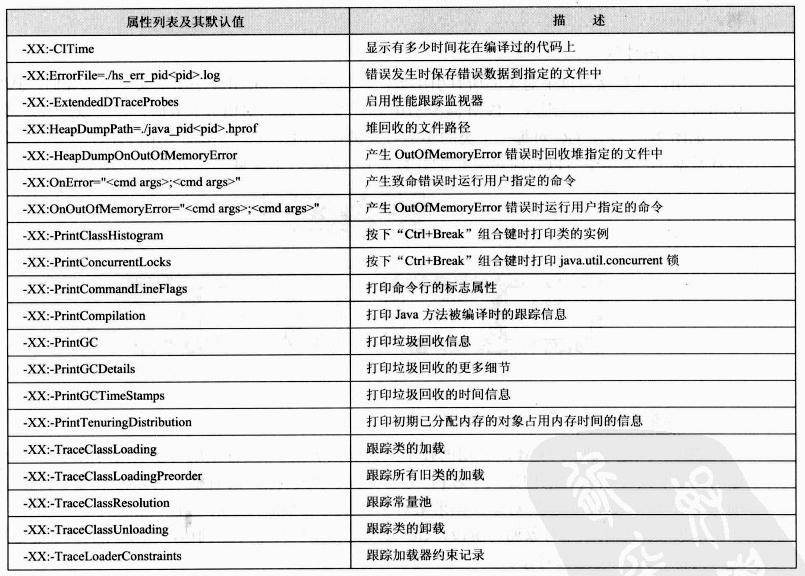 属性列表及其默认值 描 述
-XX:-CITime 显示有多少时间花在编译过的代码上
-XX:ErrorFile=./hs_err_pid<pid>.log 错误发生时保存错误数据到指定的文件中
-XX:-ExtendedDTraceProbes 启用性能跟踪监视器
-XX:HeapDumpPath=./java_pid<pid>.hprof 堆回收的文件路径
-XX:-HeapDumpOnOutOfMemoryError 产生 OutOfMemoryError 错误时回收堆指定的文件中
-XX:OnError="<cmd args>;<cmd args>" 产生致命错误时运行用户指定的命令
-XX:OnOutOfMemoryError="<cmd args>;<cmd args>" 产生 OutOfMemoryError 错误时运行用户指定的命令
-XX:-PrintClassHistogram 按下“Ctrl+Break”组合键时打印类的实例
-XX:-PrintConcurrentLocks 按下“Ctrl+Break”组合键时打印 java.util.concurrent 锁
-XX:-PrintCommandLineFlags 打印命令行的标志属性
-XX:-PrintCompilation 打印 Java 方法被编译时的跟踪信息
-XX:-PrintGC 打印垃圾回收信息
-XX:-PrintGCDetails 打印垃圾回收的更多细节
-XX:-PrintGCTimeStamps 打印垃圾回收的时间信息
-XX:-PrintTenuringDistribution 打印初期已分配内存的对象占用内存时间的信息
-XX:-TraceClassLoading 跟踪类的加载
-XX:-TraceClassLoadingPreorder 跟踪所有旧类的加载
-XX:-TraceClassResolution 跟踪常量池
-XX:-TraceClassUnloading 跟踪类的卸载
-XX:-TraceLoaderConstraints 跟踪加载器约束记录